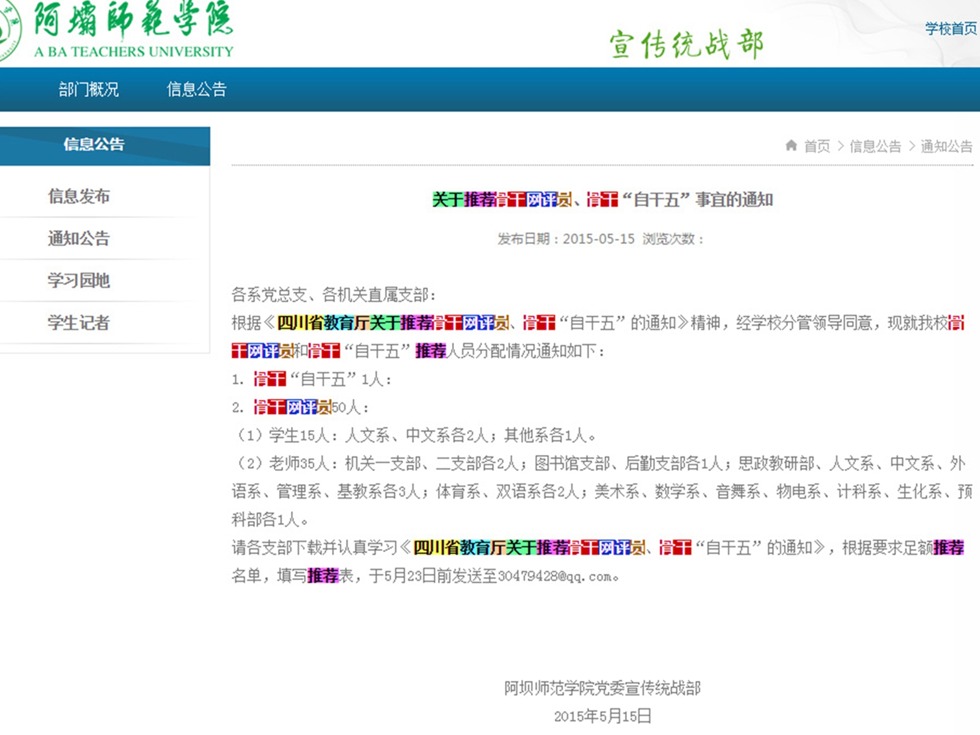 阿壩師範學院
A BA TEACHERS UNIVERSITY
宣传统战部
学校首页
部门概况 信息公告
信息公告
首页 > 信息公告 > 通知公告
信息发布
通知公告
学习园地
学生记者
关于推荐骨干网评员、骨干“自干五”事宜的通知
发布日期：2015-05-15 浏览次数：
各系党总支、各机关直属支部：
根据《四川省教育厅关于推荐骨干网评员、骨干“自干五”的通知》精神，经学校分管领导同意，现就我校骨
干网评员和骨干“自干五”推荐人员分配情况通知如下：
1. 骨干“自干五”1人：
2. 骨干网评员50人：
（1）学生15人：人文系、中文系各2人；其他系各1人。
（2）老师35人：机关一支部、二支部各2人；图书馆支部、后勤支部各1人；思政教研部、人文系、中文系、外
语系、管理系、基教系各3人；体育系、双语系各2人；美术系、数学系、音舞系、物电系、计科系、生化系、预
科部各1人。
请各支部下载并认真学习《四川省教育厅关于推荐骨干网评员、骨干“自干五”的通知》，根据要求足额推荐
名单，填写推荐表，于5月23日前发送至30479428@qq.com。
阿坝师范学院党委宣传统战部
2015年5月15日